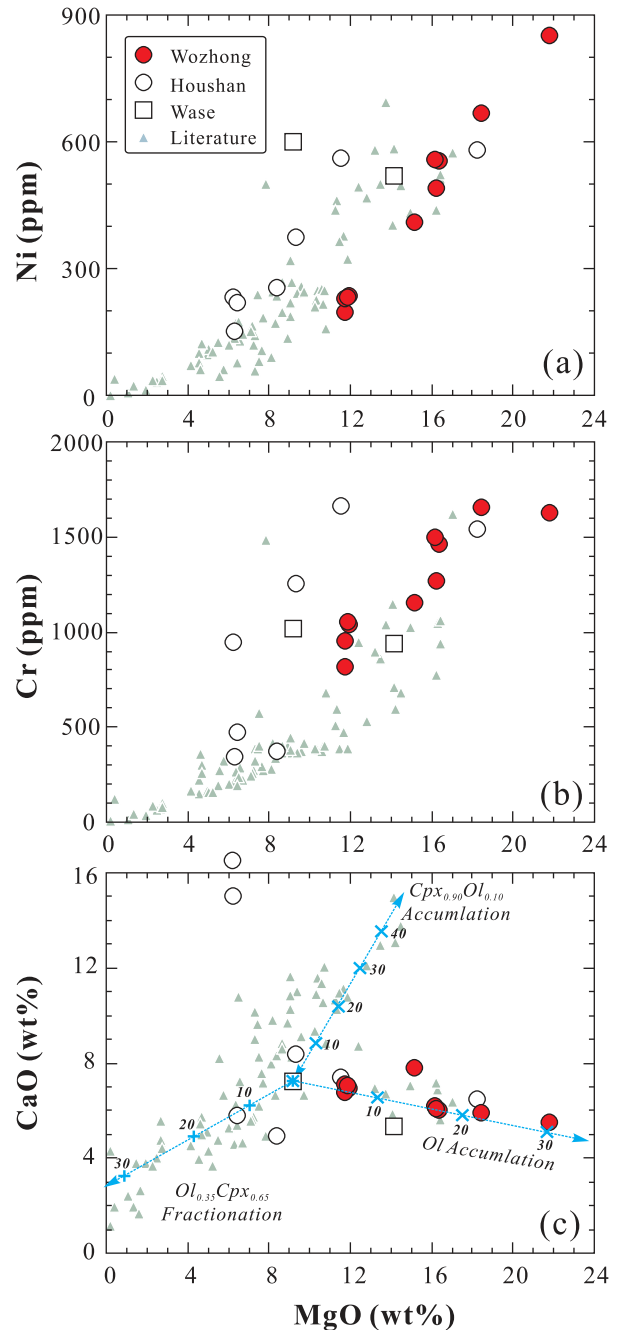 900
Wozhong
Houshan
Wase
Literature
600
Ni (ppm)
300
(a)
0
0 4 8 12 16 20 24
2000
1500
Cr (ppm)
1000
500
(b)
0
0 4 8 12 16 20 24
16
Cpx0.90Ol0.10
Accumlation
40
30
12
20
10
CaO (wt%)
8
10
10
20
20
30
Ol Accumlation
4
30
Ol0.35Cpx0.65
Fractionation
(c)
0
0 4 8 12 16 20 24
MgO (wt%)